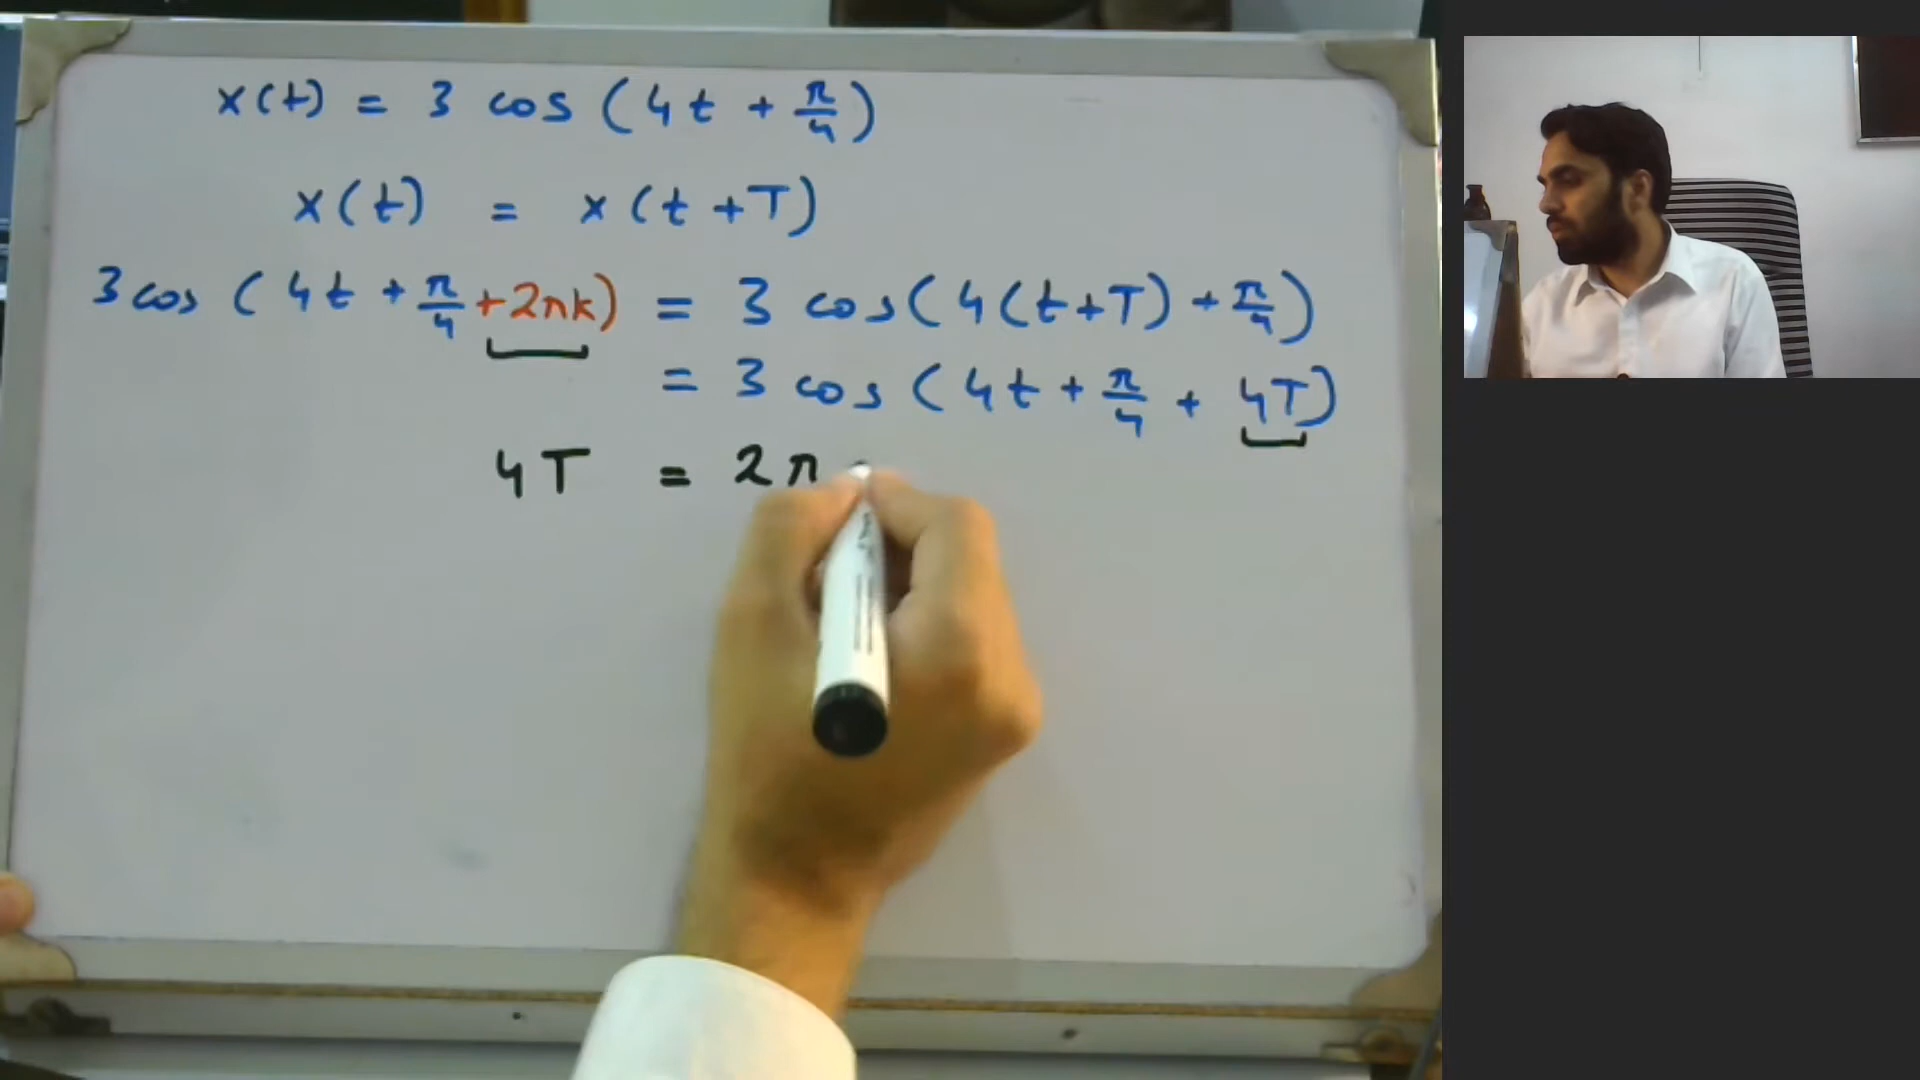 x(t) = 3 cos (4t + π/4)
x(t) = x(t+T)
3 cos (4t + π/4 + 2πk) = 3 cos(4(t+T) + π/4)
= 3 cos(4t + π/4 + 4T)
4T = 2π